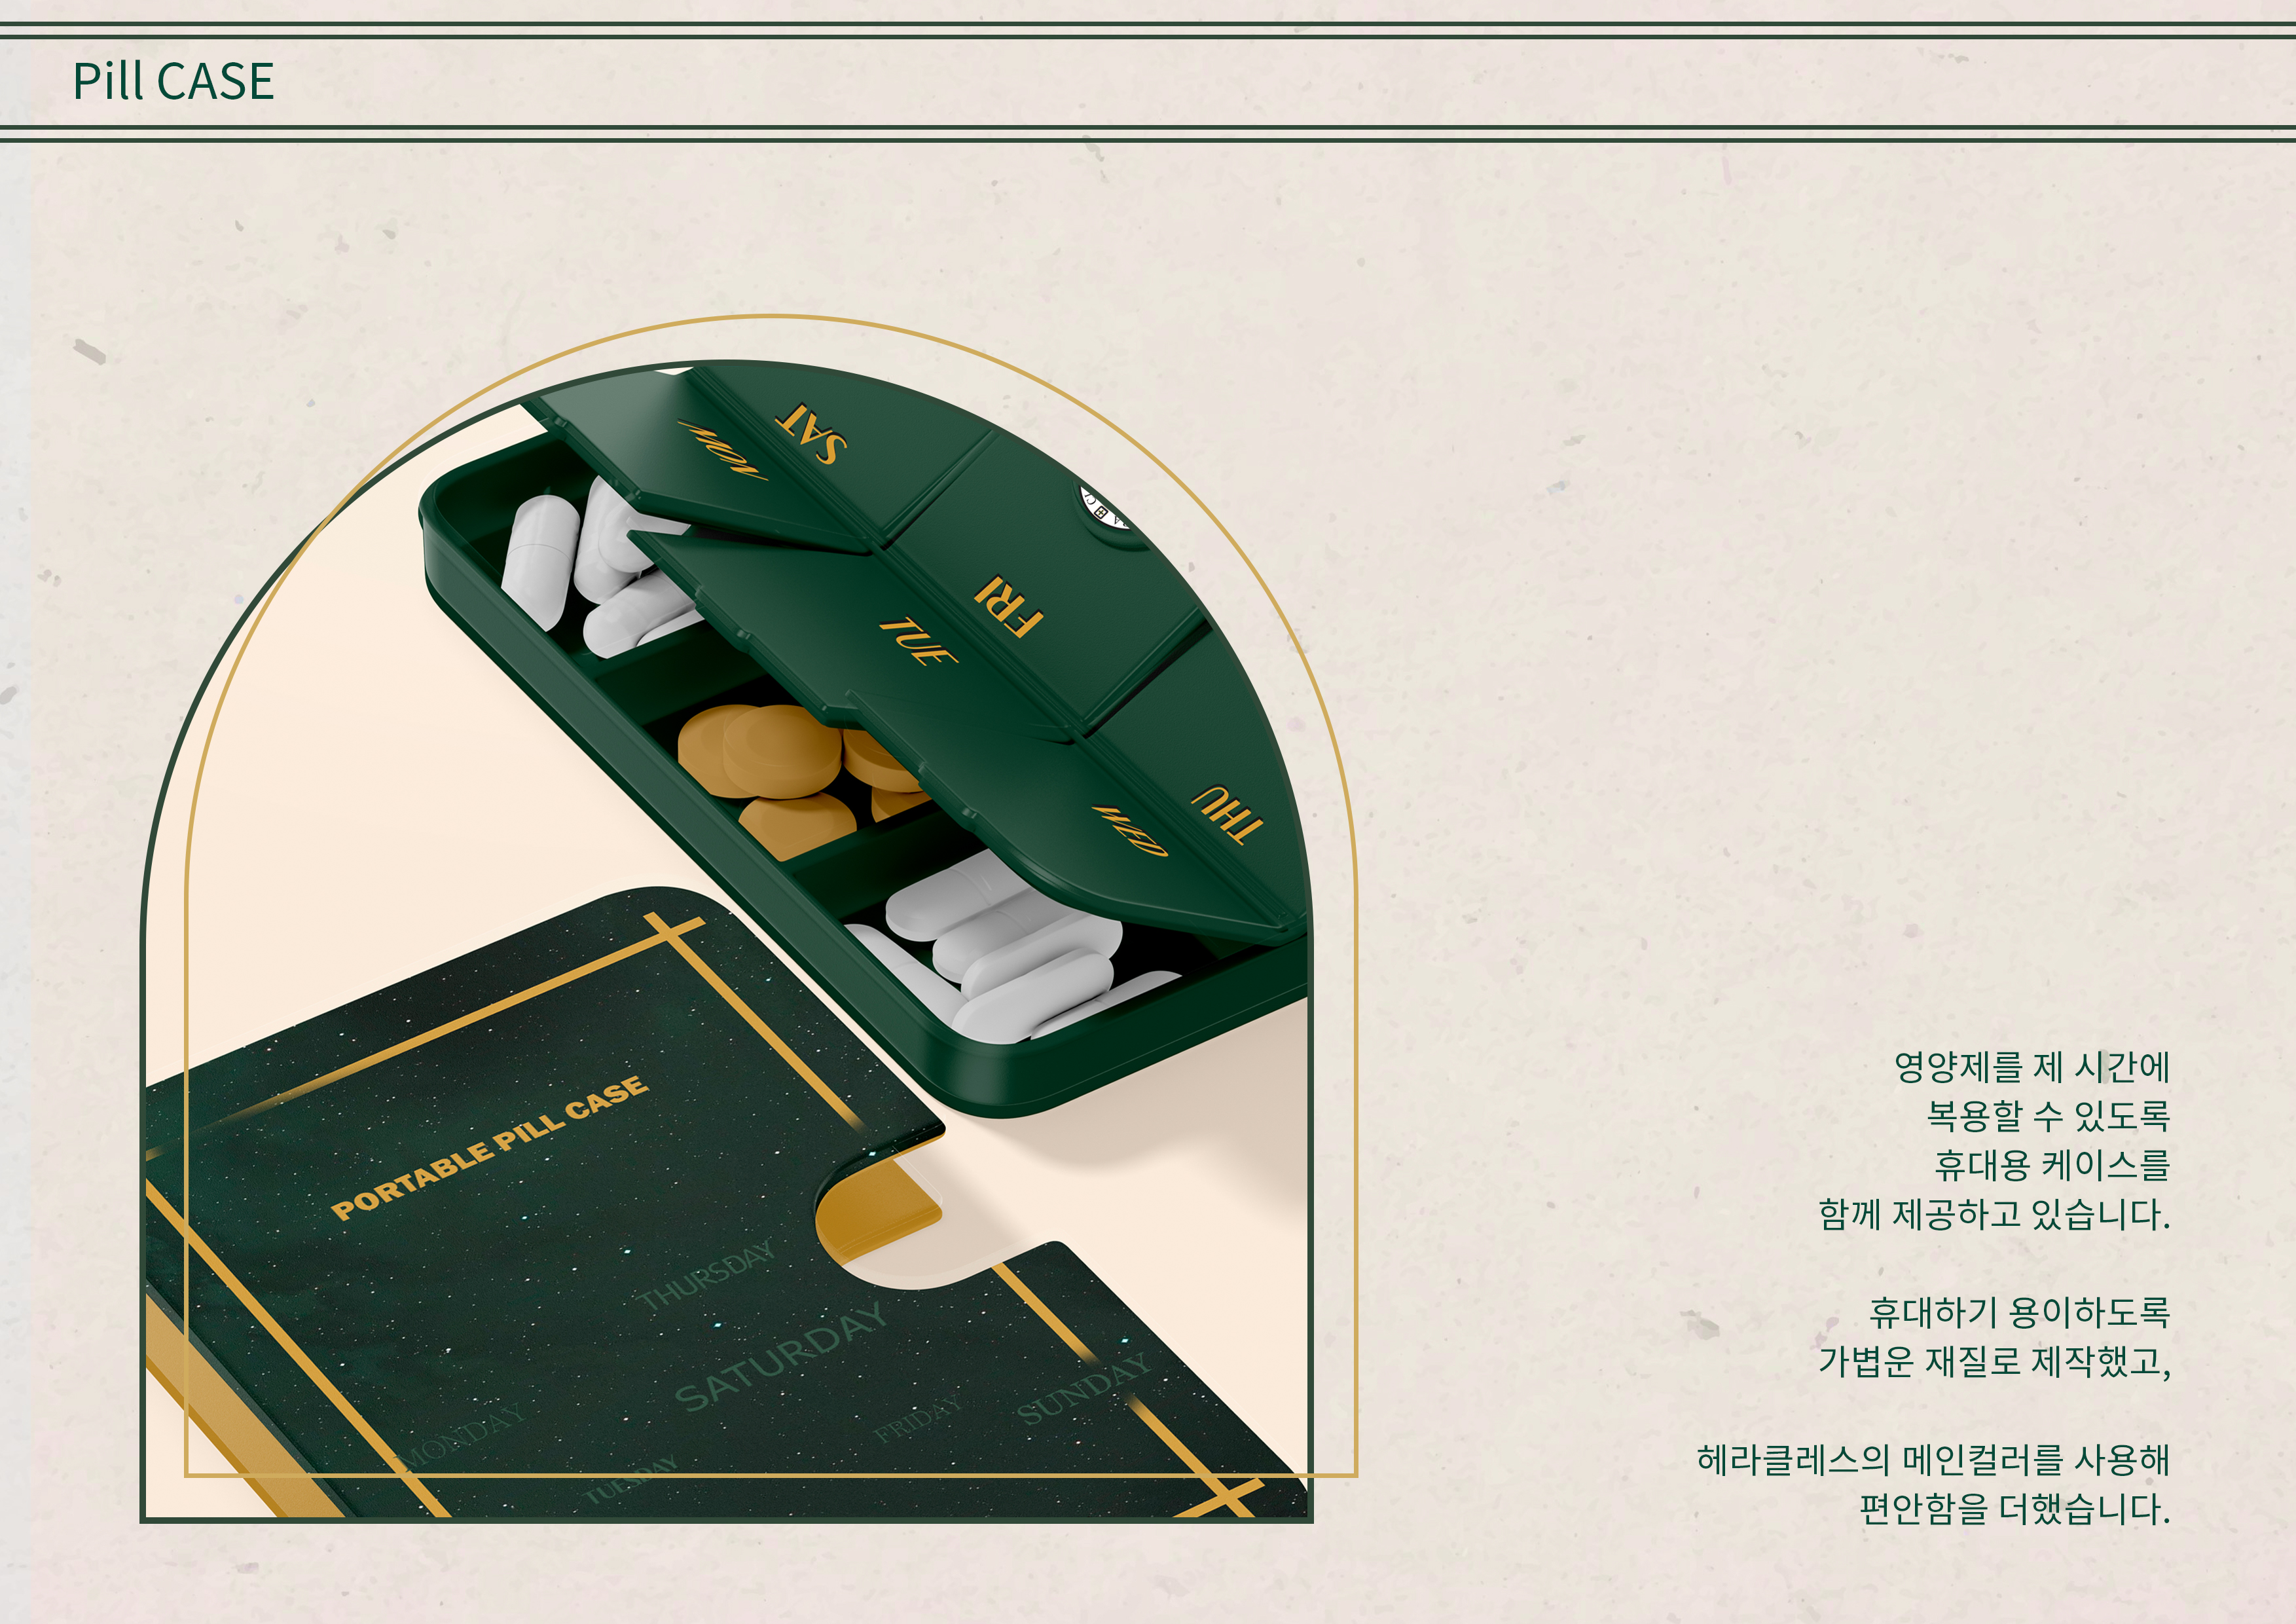 Pill CASE
MON
SAT
TUE
FRI
WED
THU
PORTABLE PILL CASE
THURSDAY
SATURDAY
MONDAY
TUESDAY
FRIDAY
SUNDAY
영양제를 제 시간에
복용할 수 있도록
휴대용 케이스를
함께 제공하고 있습니다.
휴대하기 용이하도록
가볍운 재질로 제작했고,
헤라클레스의 메인컬러를 사용해
편안함을 더했습니다.